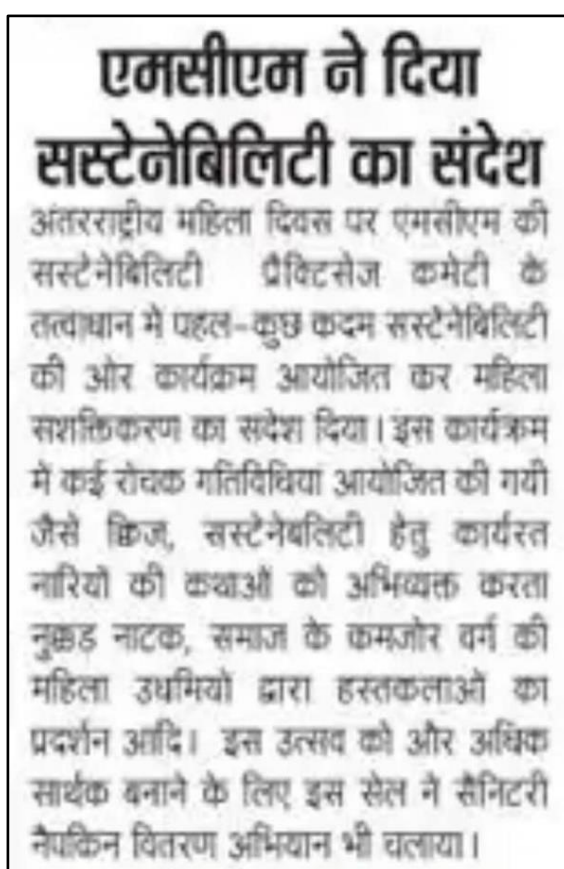 एमसीएम ने दिया
सस्टेनेबिलिटी का संदेश
अंतरराष्ट्रीय महिला दिवस पर एमसीएम की
सस्टेनेबिलिटी प्रैक्टिसेज कमेटी के
तत्वाधान में पहल-कुछ कदम सस्टेनेबिलिटी
की ओर कार्यक्रम आयोजित कर महिला
सशक्तिकरण का संदेश दिया। इस कार्यक्रम
में कई रोचक गतिविधिया आयोजित की गयी
जैसे क्विज, सस्टेनेबलिटी हेतु कार्यरत
नारियों की कथाओं को अभिव्यक्त करता
नुक्कड नाटक, समाज के कमजोर वर्ग की
महिला उधमियो द्वारा हस्तकलाओं का
प्रदर्शन आदि। इस उत्सव को और अधिक
सार्थक बनाने के लिए इस सेल ने सैनिटरी
नैपकिन वितरण अभियान भी चलाया।